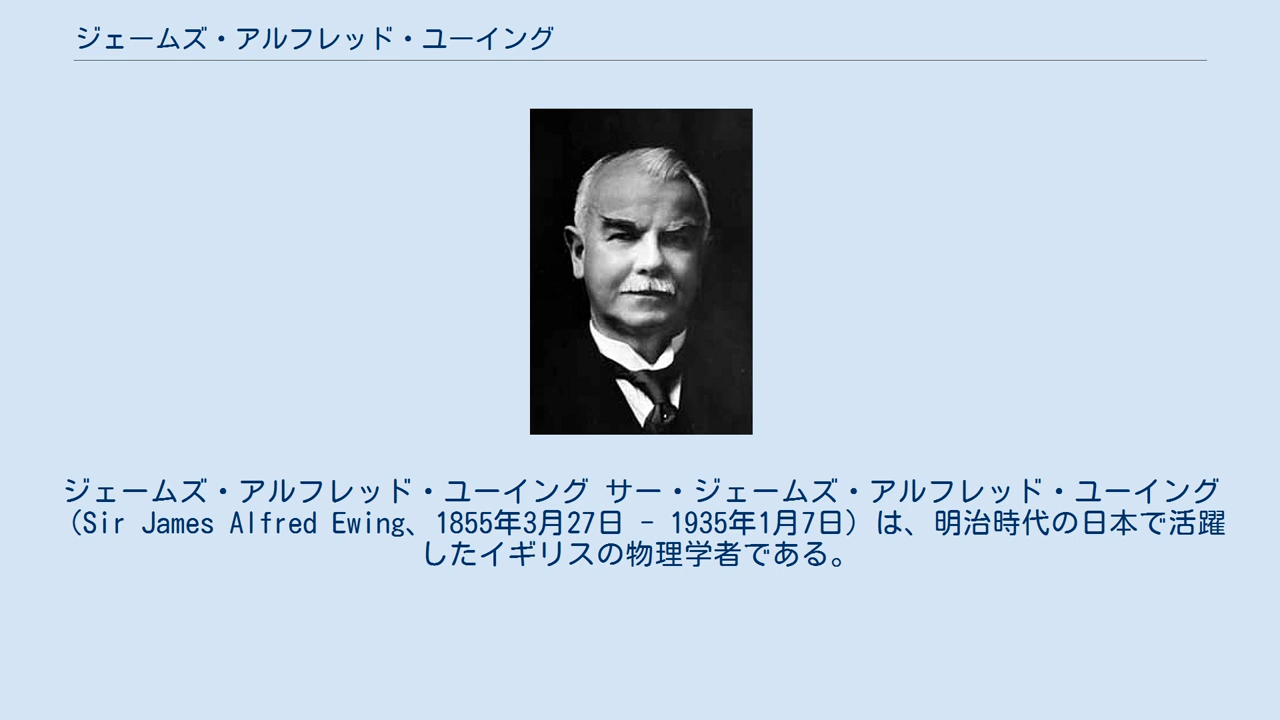 ジェームズ・アルフレッド・ユーイング
ジェームズ・アルフレッド・ユーイング サー・ジェームズ・アルフレッド・ユーイング
（Sir James Alfred Ewing、1855年3月27日 - 1935年1月7日）は、明治時代の日本で活躍
したイギリスの物理学者である。